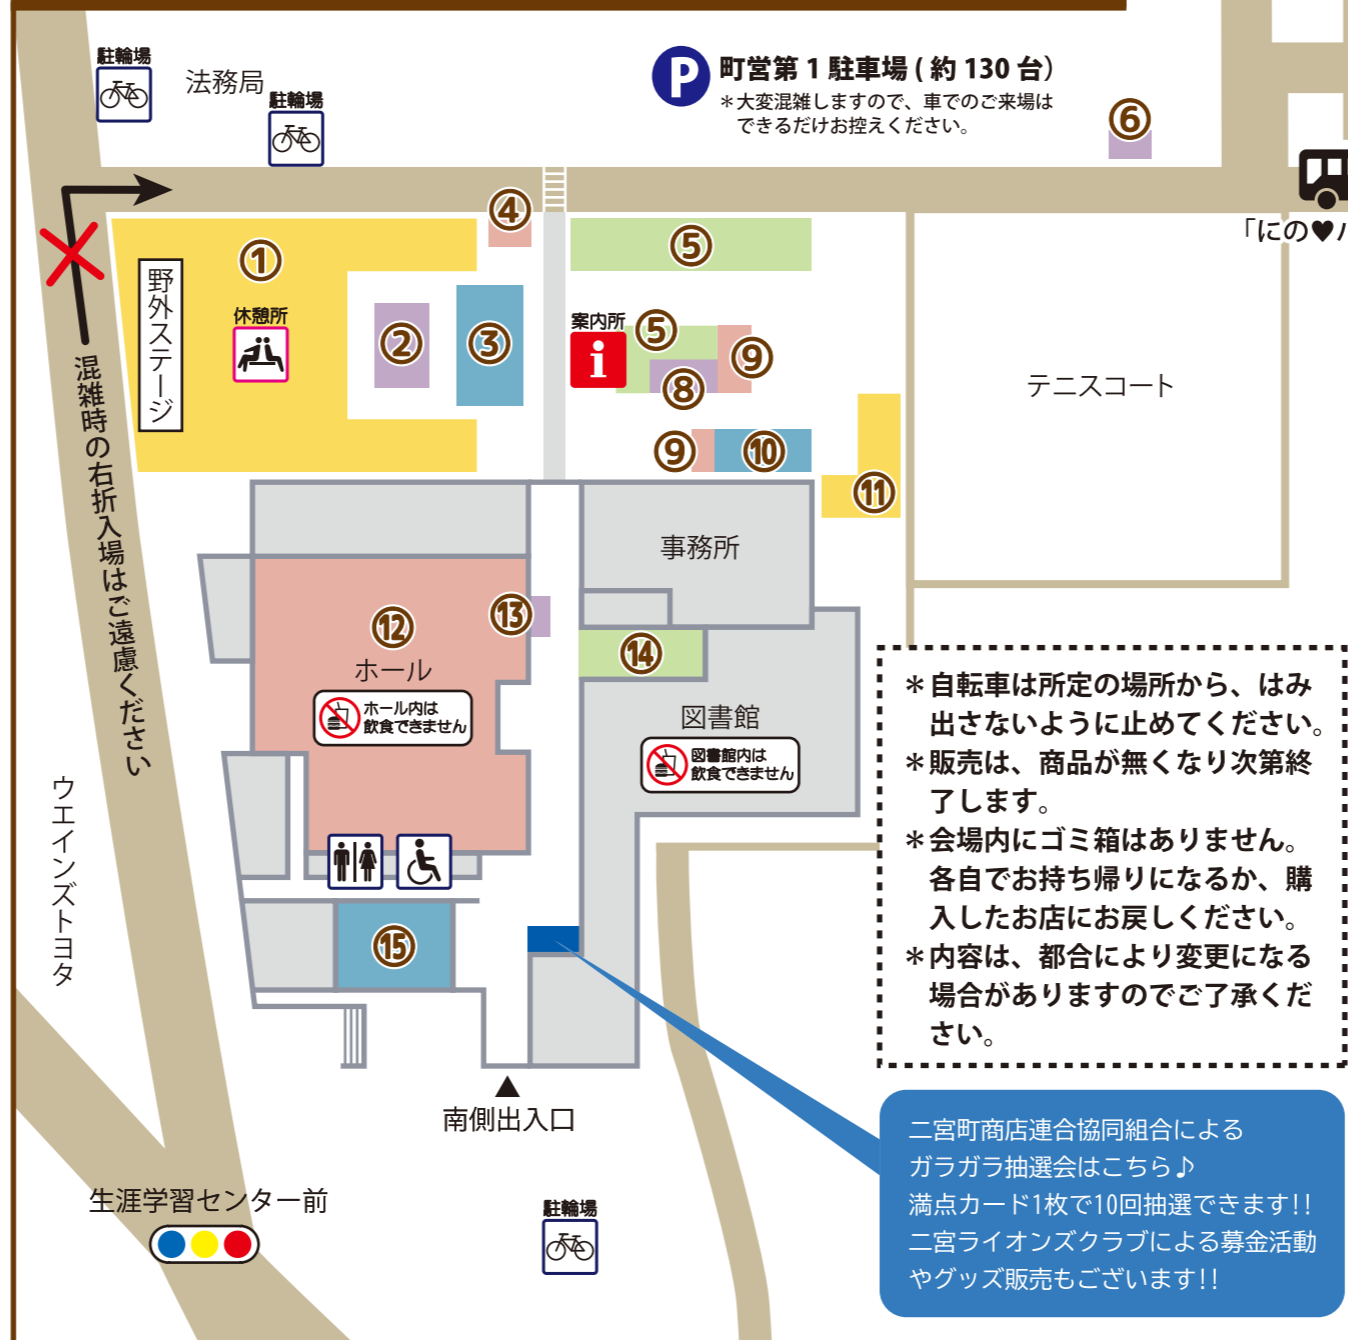 駐輪場
法務局
駐輪場
P
町営第1駐車場(約130台)
＊大変混雑しますので、車でのご来場は
できるだけお控えください。
⑥
「にの♥
④
①
⑤
野外ステージ
休憩所
②
③
案内所
i
⑤
⑨
⑧
テニスコート
⑨
⑩
⑪
混雑時の右折入場はご遠慮ください
事務所
⑫
ホール
⑬
⑭
ホール内は
飲食できません
図書館
図書館内は
飲食できません
ウエインズトヨタ
⑮
＊自転車は所定の場所から、はみ
出さないように止めてください。
＊販売は、商品が無くなり次第終
了します。
＊会場内にゴミ箱はありません。
各自でお持ち帰りになるか、購
入したお店にお戻しください。
＊内容は、都合により変更になる
場合がありますのでご了承くだ
さい。
南側出入口
二宮町商店連合協同組合による
ガラガラ抽選会はこちら♪
満点カード1枚で10回抽選できます!!
二宮ライオンズクラブによる募金活動
やグッズ販売もございます!!
生涯学習センター前
駐輪場